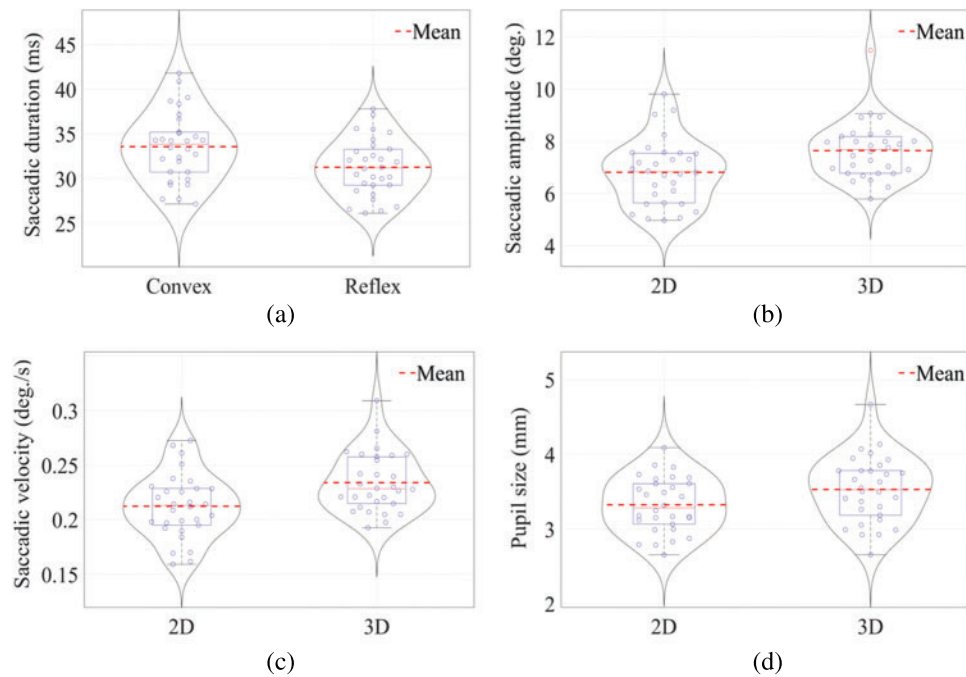 Saccadic duration (ms)
45
40
35
30
25
Mean
Convex
Reflex
(a)
Saccadic amplitude (deg.)
12
10
8
6
4
Mean
2D
3D
(b)
Saccadic velocity (deg./s)
0.3
0.25
0.2
0.15
Mean
2D
3D
(c)
Pupil size (mm)
5
4
3
2
Mean
2D
3D
(d)